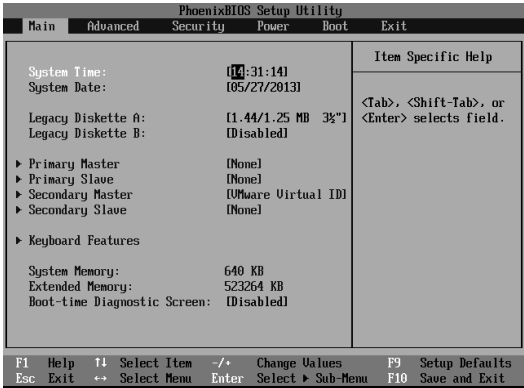 PhoenixBIOS Setup Utility
Main Advanced Security Power Boot Exit
Item Specific Help
System Time: [14:31:14]
System Date: [05/27/2013]
<Tab>, <Shift-Tab>, or
<Enter> selects field.
Legacy Diskette A: [1.44/1.25 MB 3½"]
Legacy Diskette B: [Disabled]
▶ Primary Master [None]
▶ Primary Slave [None]
▶ Secondary Master [VMware Virtual ID]
▶ Secondary Slave [None]
▶ Keyboard Features
System Memory: 640 KB
Extended Memory: 523264 KB
Boot-time Diagnostic Screen: [Disabled]
F1 Help ↑↓ Select Item -/+ Change Values F9 Setup Defaults
Esc Exit ↔ Select Menu Enter Select ▶ Sub-Menu F10 Save and Exit